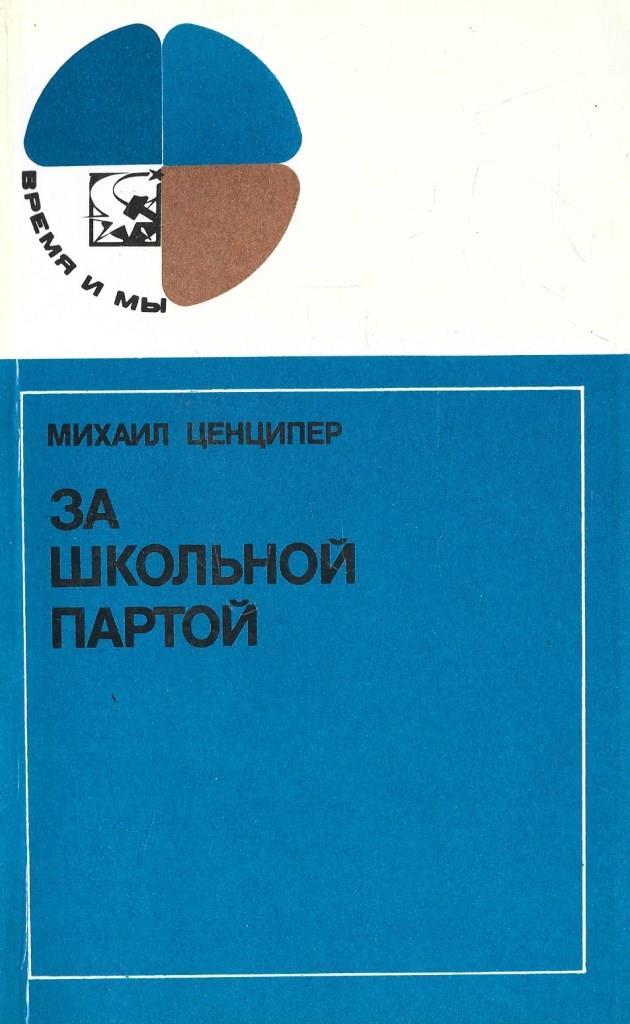 ВРЕМЯ И МЫ
МИХАИЛ ЦЕНЦИПЕР
ЗА
ШКОЛЬНОЙ
ПАРТОЙ